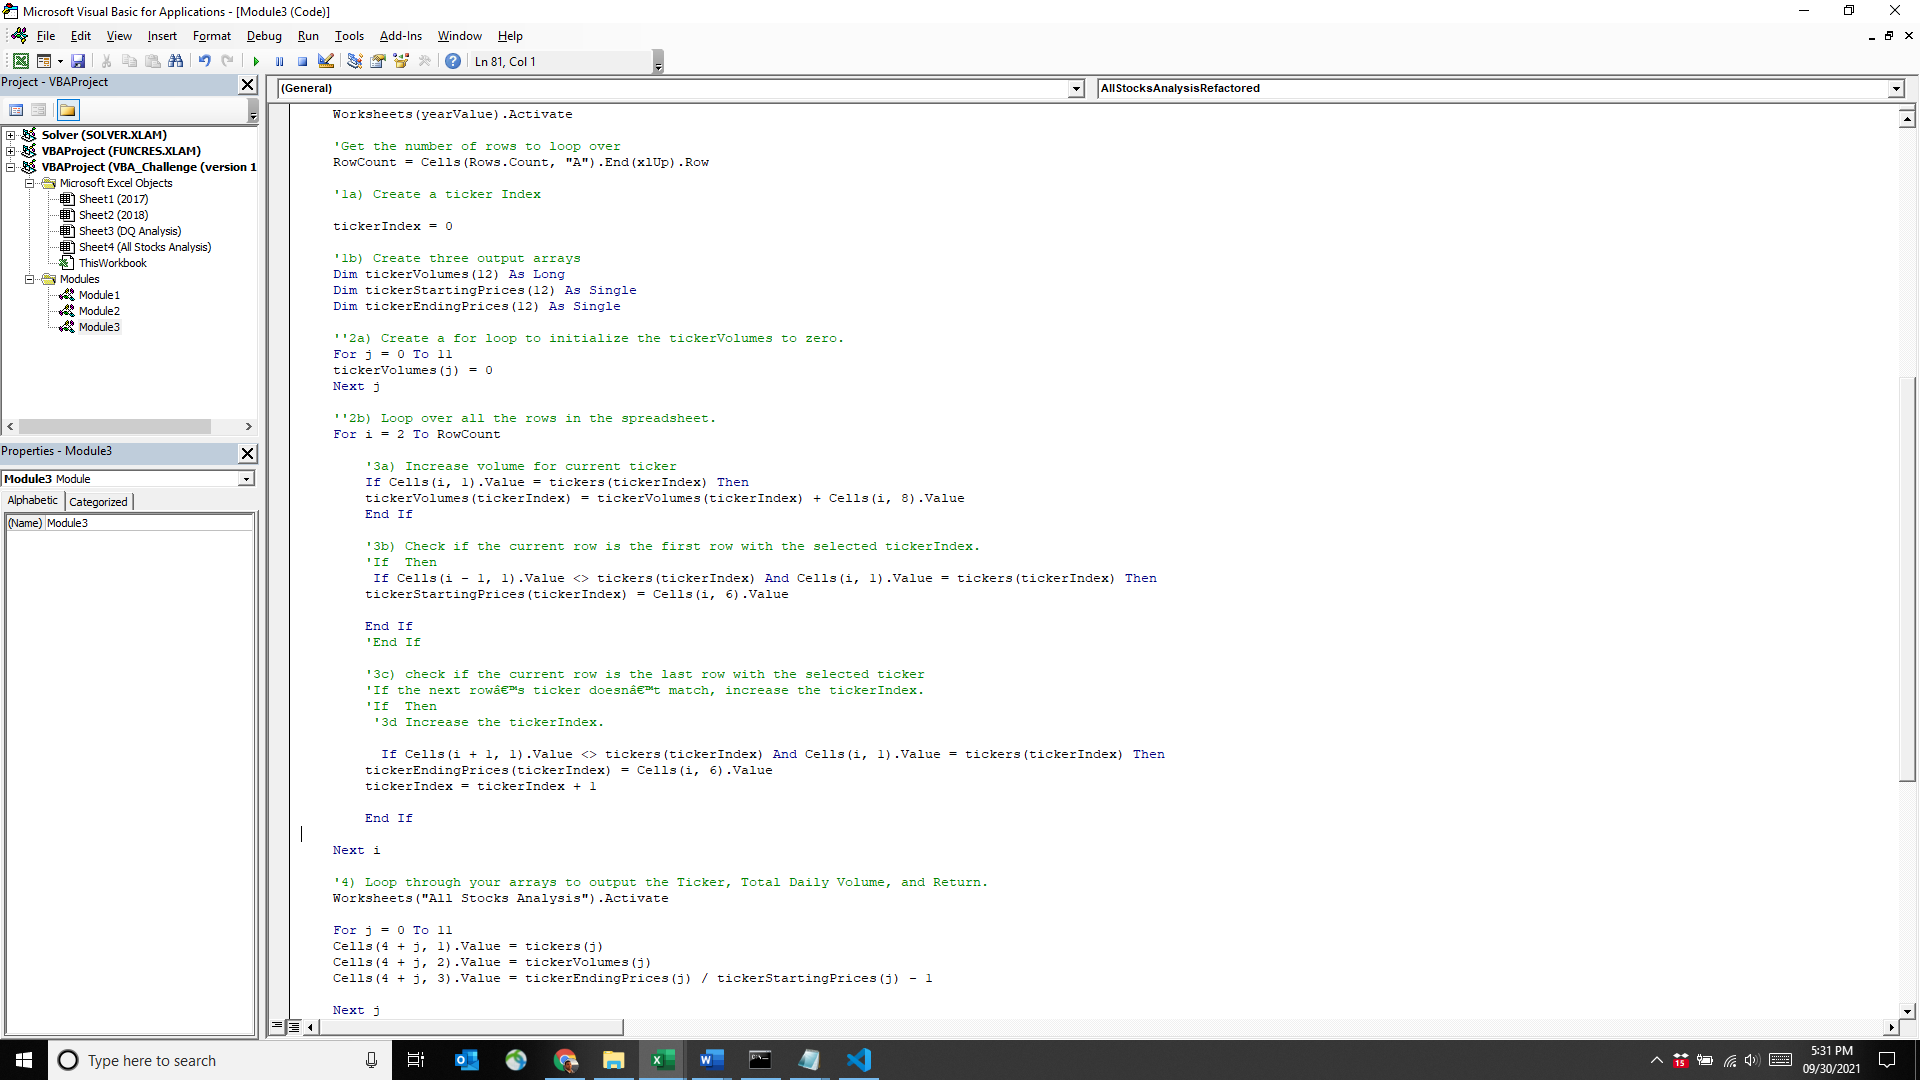 Microsoft Visual Basic for Applications - [Module3 (Code)]
File Edit View Insert Format Debug Run Tools Add-Ins Window Help
Ln 81, Col 1
Project - VBAProject
Solver (SOLVER.XLAM)
VBAProject (FUNCRES.XLAM)
VBAProject (VBA_Challenge (version 1
Microsoft Excel Objects
Sheet1 (2017)
Sheet2 (2018)
Sheet3 (DQ Analysis)
Sheet4 (All Stocks Analysis)
ThisWorkbook
Modules
Module1
Module2
Module3
Properties - Module3
Module3 Module
Alphabetic Categorized
(Name) Module3
(General) AllStocksAnalysisRefactored
Worksheets(yearValue).Activate
'Get the number of rows to loop over
RowCount = Cells(Rows.Count, "A").End(xlUp).Row
'1a) Create a ticker Index
tickerIndex = 0
'1b) Create three output arrays
Dim tickerVolumes(12) As Long
Dim tickerStartingPrices(12) As Single
Dim tickerEndingPrices(12) As Single
''2a) Create a for loop to initialize the tickerVolumes to zero.
For j = 0 To 11
tickerVolumes(j) = 0
Next j
''2b) Loop over all the rows in the spreadsheet.
For i = 2 To RowCount
'3a) Increase volume for current ticker
If Cells(i, 1).Value = tickers(tickerIndex) Then
tickerVolumes(tickerIndex) = tickerVolumes(tickerIndex) + Cells(i, 8).Value
End If
'3b) Check if the current row is the first row with the selected tickerIndex.
'If  Then
If Cells(i - 1, 1).Value <> tickers(tickerIndex) And Cells(i, 1).Value = tickers(tickerIndex) Then
tickerStartingPrices(tickerIndex) = Cells(i, 6).Value
End If
'End If
'3c) check if the current row is the last row with the selected ticker
'If the next rowâ€™s ticker doesnâ€™t match, increase the tickerIndex.
'If  Then
'3d Increase the tickerIndex.
If Cells(i + 1, 1).Value <> tickers(tickerIndex) And Cells(i, 1).Value = tickers(tickerIndex) Then
tickerEndingPrices(tickerIndex) = Cells(i, 6).Value
tickerIndex = tickerIndex + 1
End If
Next i
'4) Loop through your arrays to output the Ticker, Total Daily Volume, and Return.
Worksheets("All Stocks Analysis").Activate
For j = 0 To 11
Cells(4 + j, 1).Value = tickers(j)
Cells(4 + j, 2).Value = tickerVolumes(j)
Cells(4 + j, 3).Value = tickerEndingPrices(j) / tickerStartingPrices(j) - 1
Next j
Type here to search
15
5:31 PM
09/30/2021